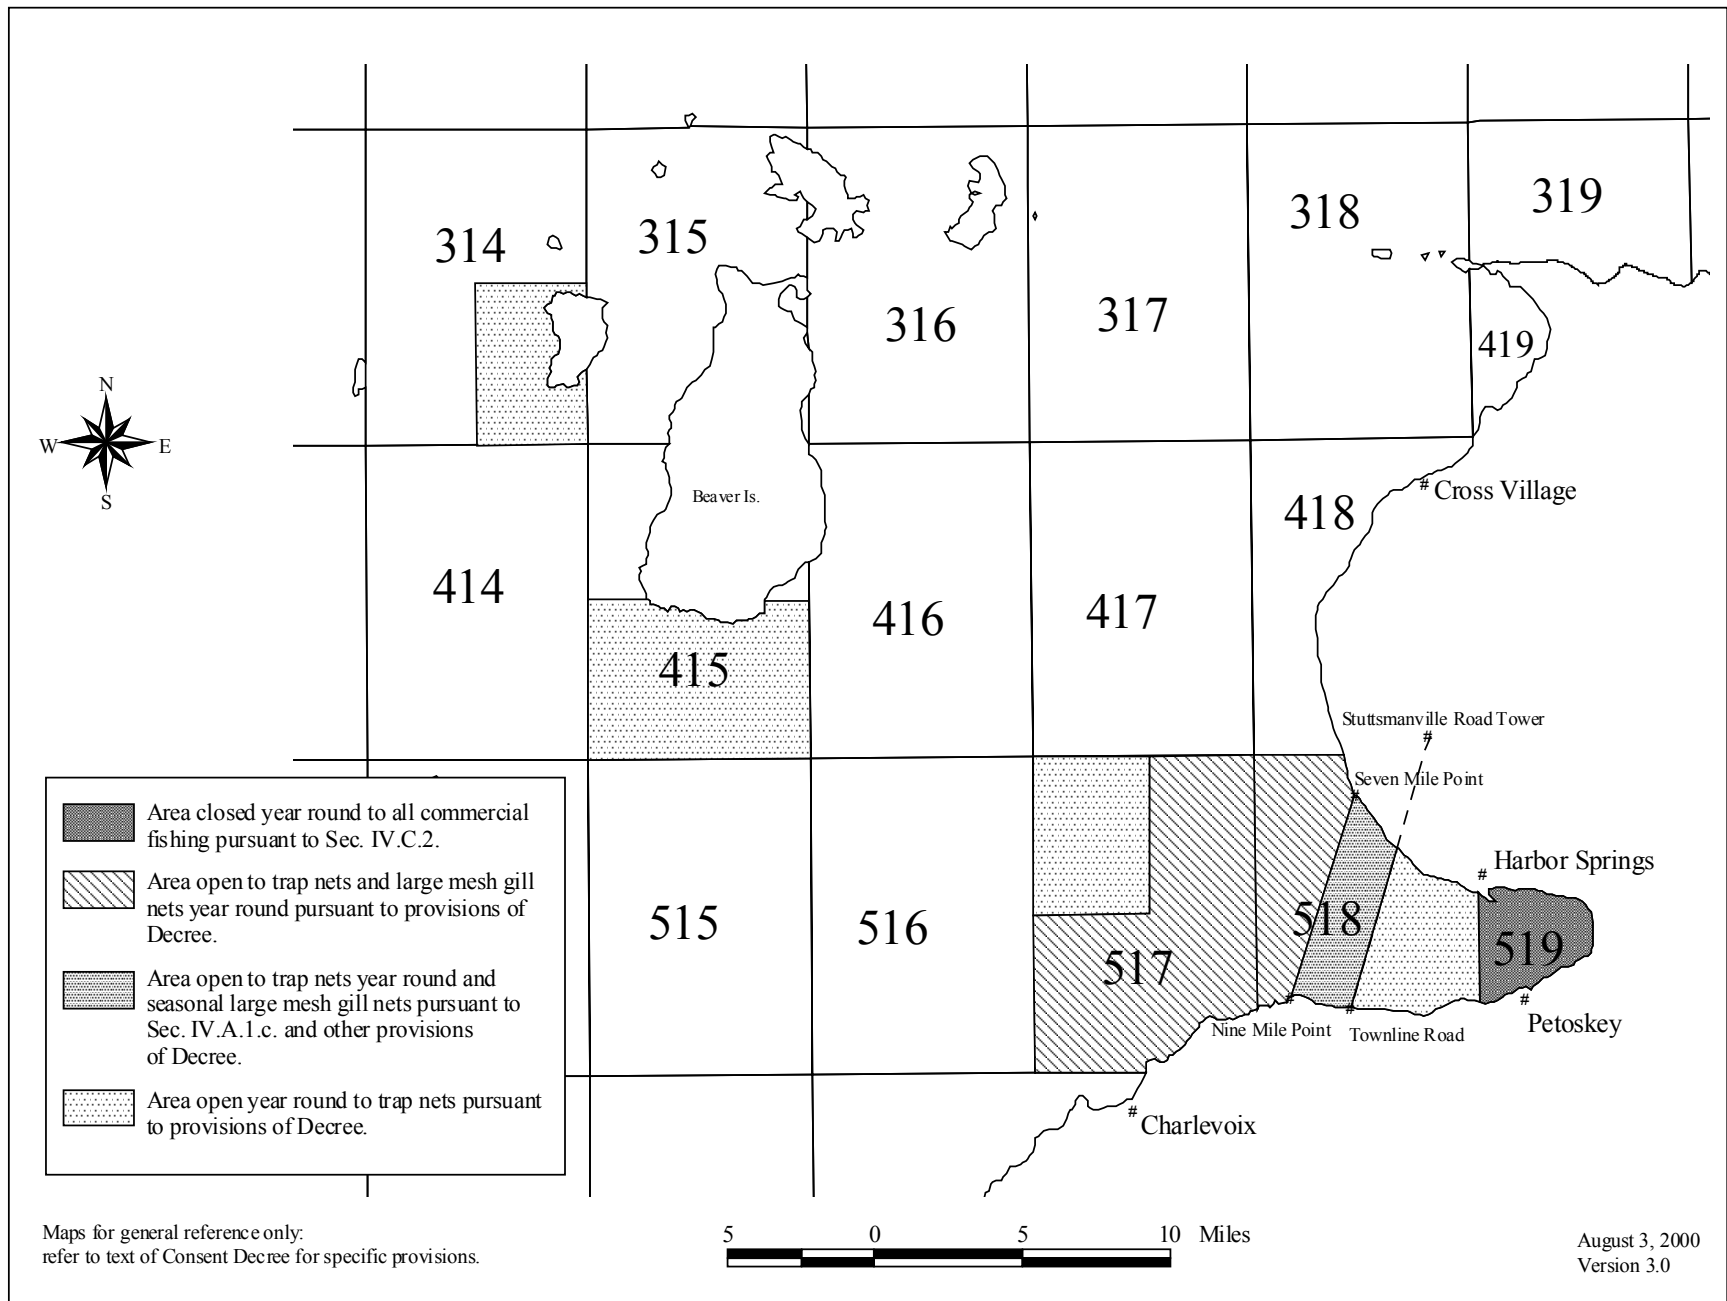 314
315
316
317
318
319
419
N
W E
S
Beaver Is.
Cross Village
418
414
415
416
417
Stuttsmanville Road Tower
Seven Mile Point
Harbor Springs
515
516
517
518
519
Nine Mile Point
Townline Road
Petoskey
Charlevoix
Area closed year round to all commercial
fishing pursuant to Sec. IV.C.2.
Area open to trap nets and large mesh gill
nets year round pursuant to provisions of
Decree.
Area open to trap nets year round and
seasonal large mesh gill nets pursuant to
Sec. IV.A.1.c. and other provisions
of Decree.
Area open year round to trap nets pursuant
to provisions of Decree.
Maps for general reference only:
refer to text of Consent Decree for specific provisions.
5 0 5 10 Miles
August 3, 2000
Version 3.0